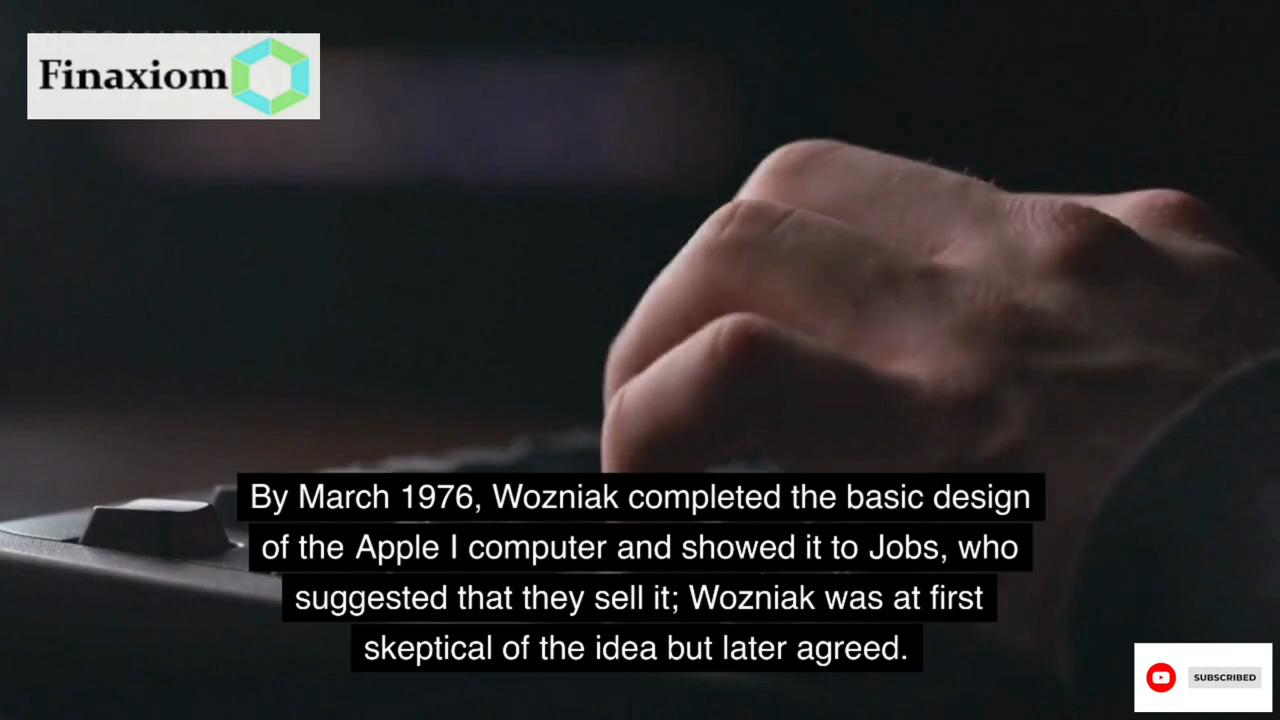 Finaxiom
By March 1976, Wozniak completed the basic design
of the Apple I computer and showed it to Jobs, who
suggested that they sell it; Wozniak was at first
skeptical of the idea but later agreed.
SUBSCRIBED